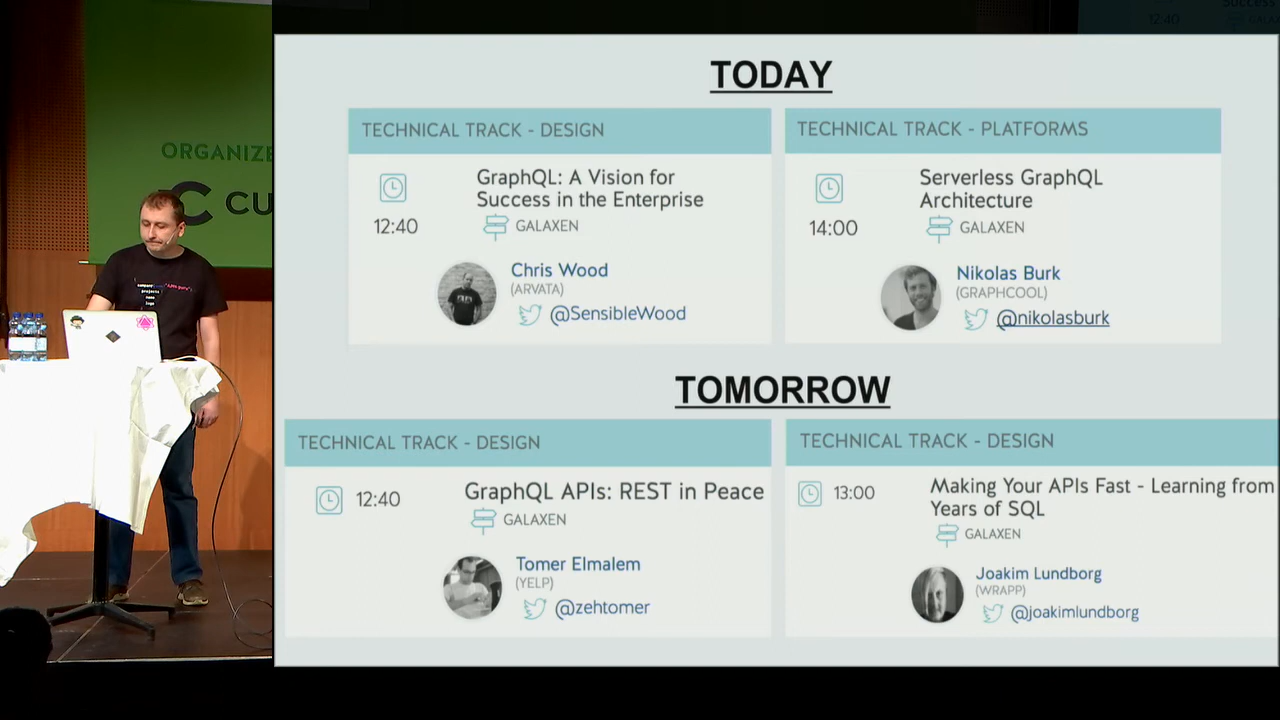 ORGANIZE
CU
TODAY
TECHNICAL TRACK - DESIGN
12:40
GraphQL: A Vision for
Success in the Enterprise
GALAXEN
Chris Wood
(ARVATA)
@SensibleWood
TECHNICAL TRACK - PLATFORMS
14:00
Serverless GraphQL
Architecture
GALAXEN
Nikolas Burk
(GRAPHCOOL)
@nikolasburk
TOMORROW
TECHNICAL TRACK - DESIGN
12:40
GraphQL APIs: REST in Peace
GALAXEN
Tomer Elmalem
(YELP)
@zehtomer
TECHNICAL TRACK - DESIGN
13:00
Making Your APIs Fast - Learning from
Years of SQL
GALAXEN
Joakim Lundborg
(WRAPP)
@joakimlundborg